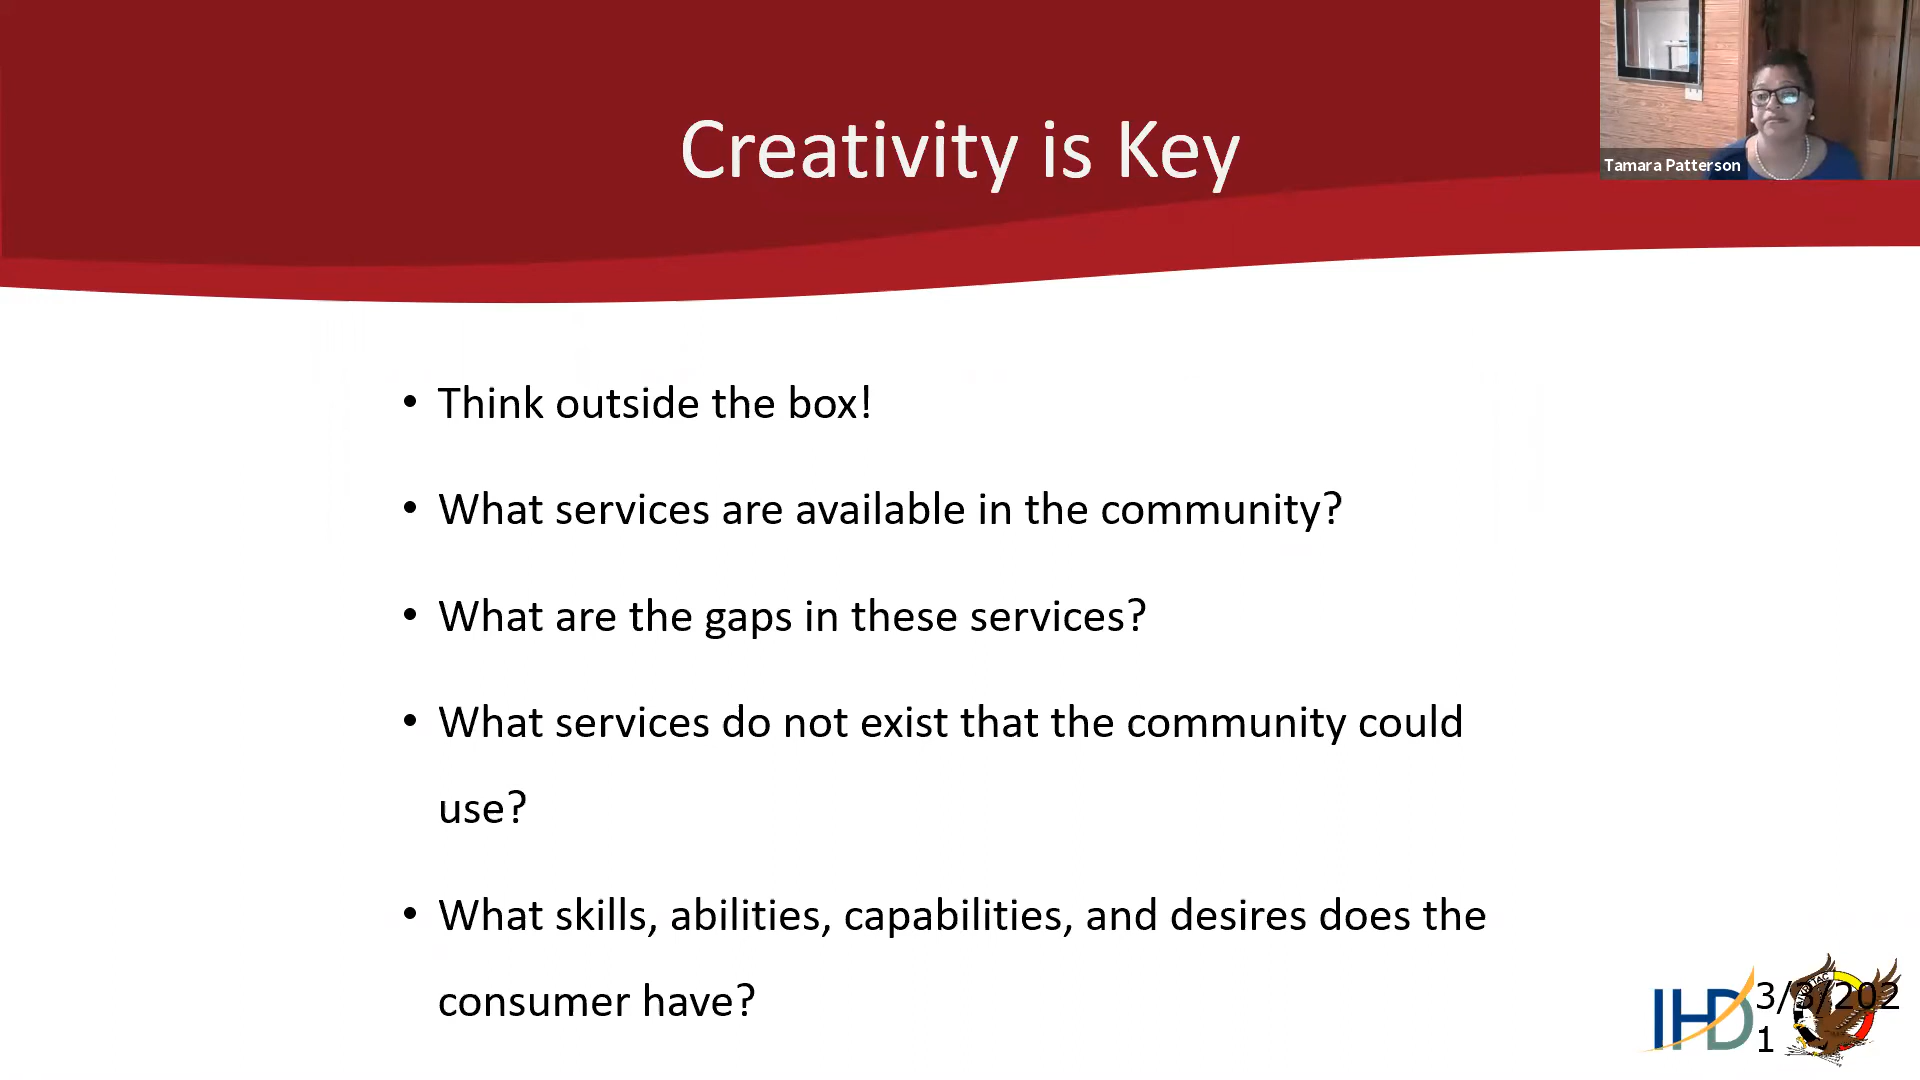 Creativity is Key
Tamara Patterson
• Think outside the box!
• What services are available in the community?
• What are the gaps in these services?
• What services do not exist that the community could
use?
• What skills, abilities, capabilities, and desires does the
consumer have?
IHD
3/3/202
1